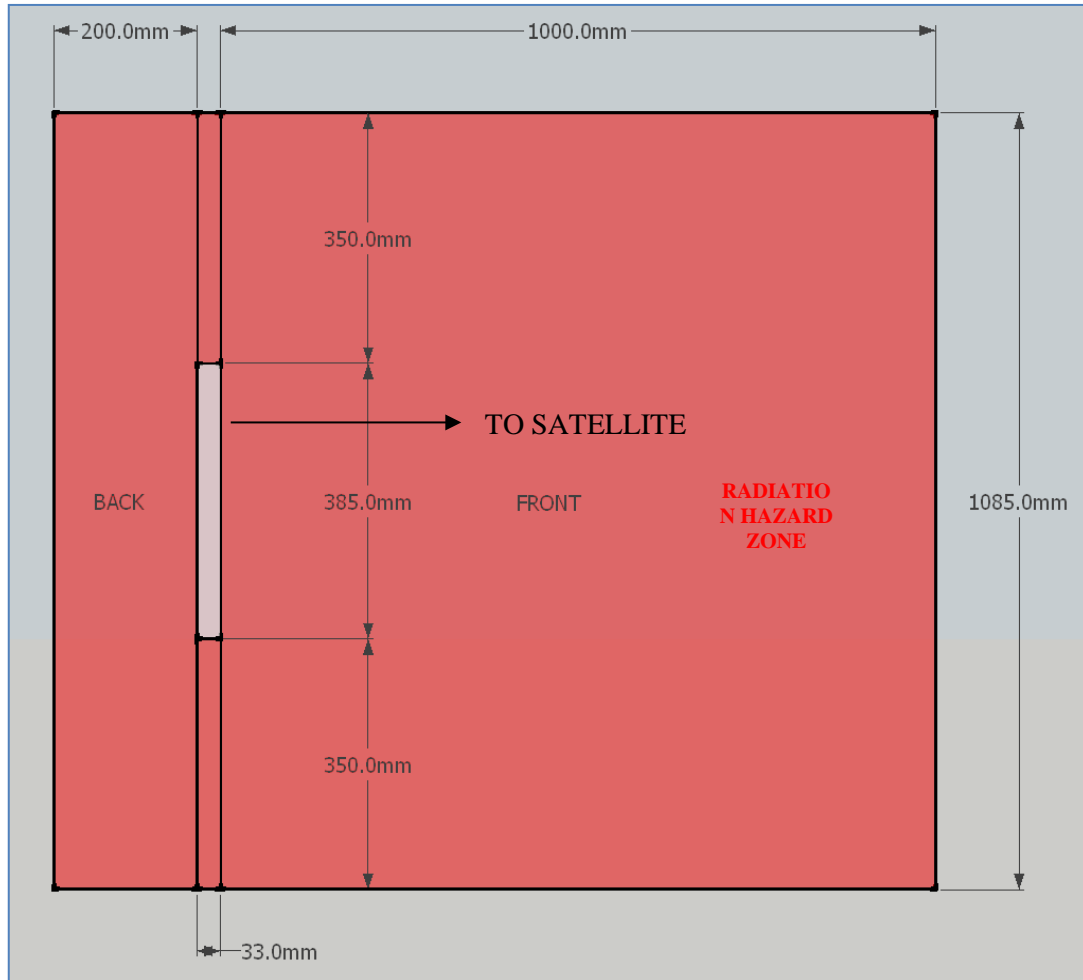 200.0mm
1000.0mm
350.0mm
TO SATELLITE
BACK
385.0mm
FRONT
RADIATIO
N HAZARD
ZONE
1085.0mm
350.0mm
33.0mm